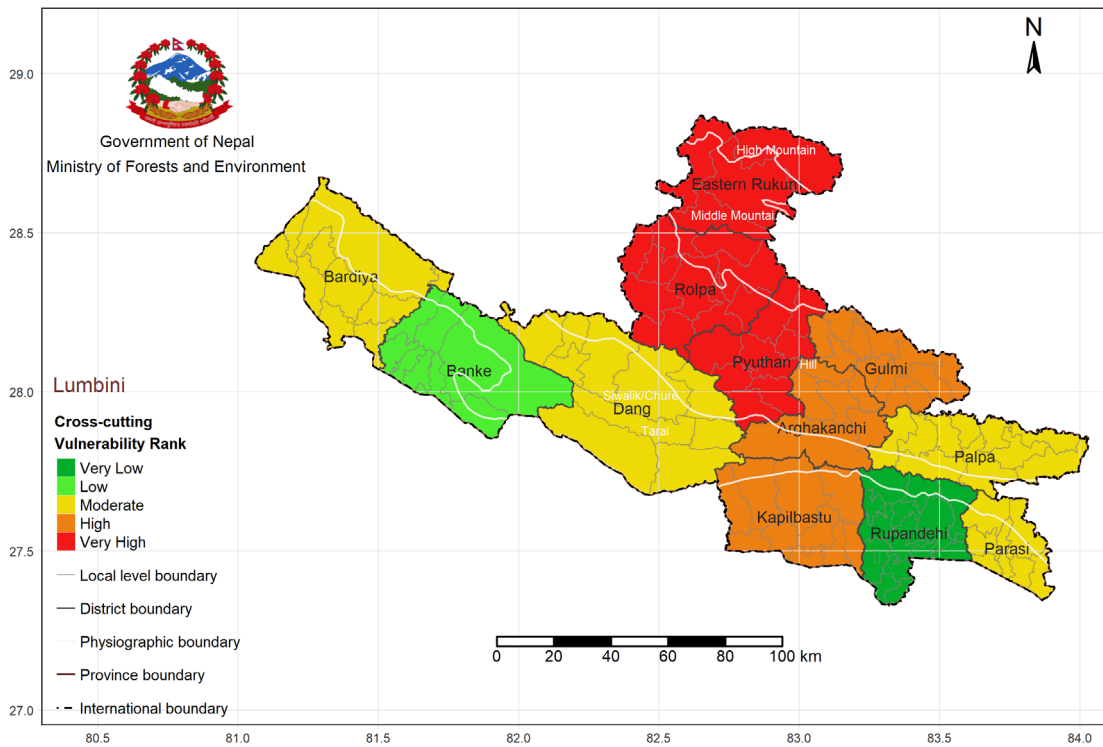 N
Government of Nepal
Ministry of Forests and Environment
29.0
28.5
28.0
27.5
27.0
High Mountain
Eastern Rukun
Middle Mountai
Bardiya
Rolpa
Banke
Pyuthan
Hill
Gulmi
Siwalik/Chure
Dang
Tarai
Arghakanchi
Palpa
Kapilbastu
Rupandehi
Parasi
Lumbini
Cross-cutting
Vulnerability Rank
Very Low
Low
Moderate
High
Very High
Local level boundary
District boundary
Physiographic boundary
Province boundary
International boundary
0 20 40 60 80 100 km
80.5 81.0 81.5 82.0 82.5 83.0 83.5 84.0